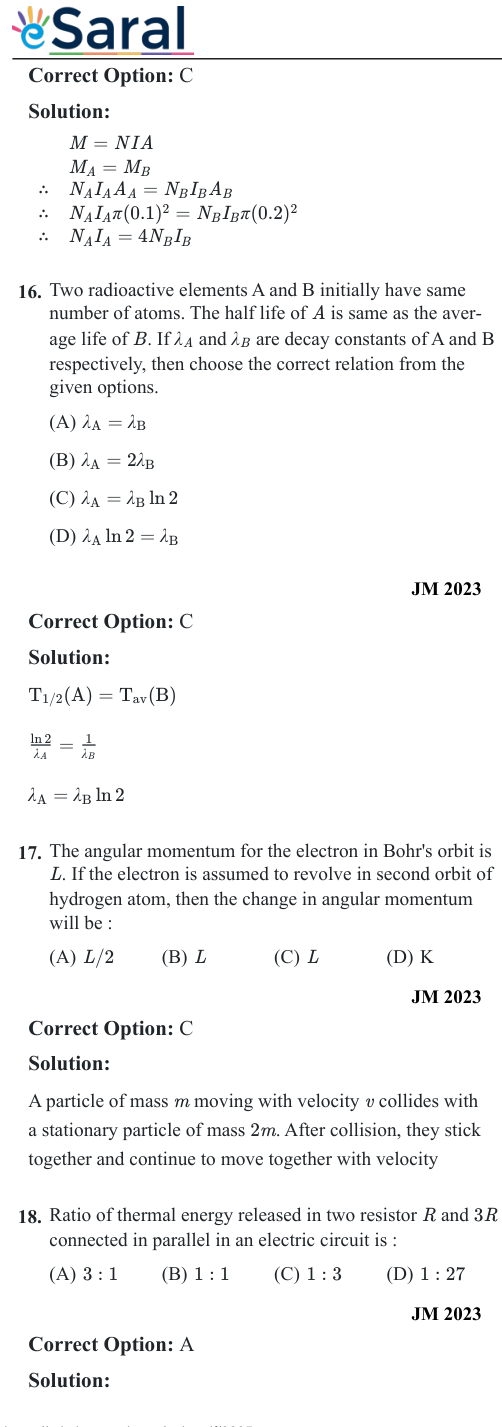 eSaral
Correct Option: C
Solution:
M = NIA
M_A = M_B
∴ N_A I_A A_A = N_B I_B A_B
∴ N_A I_A π(0.1)² = N_B I_B π(0.2)²
∴ N_A I_A = 4N_B I_B
16. Two radioactive elements A and B initially have same
number of atoms. The half life of A is same as the aver-
age life of B. If λ_A and λ_B are decay constants of A and B
respectively, then choose the correct relation from the
given options.
(A) λ_A = λ_B
(B) λ_A = 2λ_B
(C) λ_A = λ_B ln 2
(D) λ_A ln 2 = λ_B
JM 2023
Correct Option: C
Solution:
T_1/2(A) = T_av(B)
ln 2/λ_A = 1/λ_B
λ_A = λ_B ln 2
17. The angular momentum for the electron in Bohr's orbit is
L. If the electron is assumed to revolve in second orbit of
hydrogen atom, then the change in angular momentum
will be :
(A) L/2 (B) L (C) L (D) K
JM 2023
Correct Option: C
Solution:
A particle of mass m moving with velocity v collides with
a stationary particle of mass 2m. After collision, they stick
together and continue to move together with velocity
18. Ratio of thermal energy released in two resistor R and 3R
connected in parallel in an electric circuit is :
(A) 3 : 1 (B) 1 : 1 (C) 1 : 3 (D) 1 : 27
JM 2023
Correct Option: A
Solution: